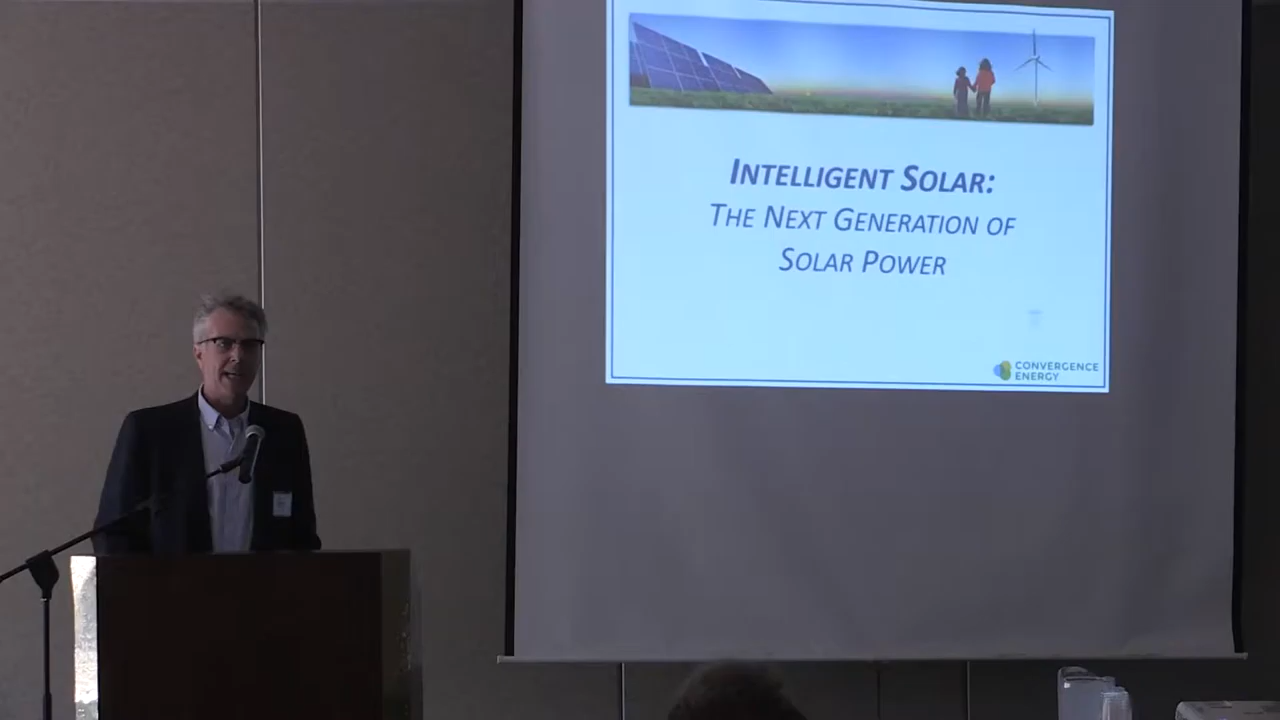 INTELLIGENT SOLAR:
THE NEXT GENERATION OF
SOLAR POWER
CONVERGENCE
ENERGY